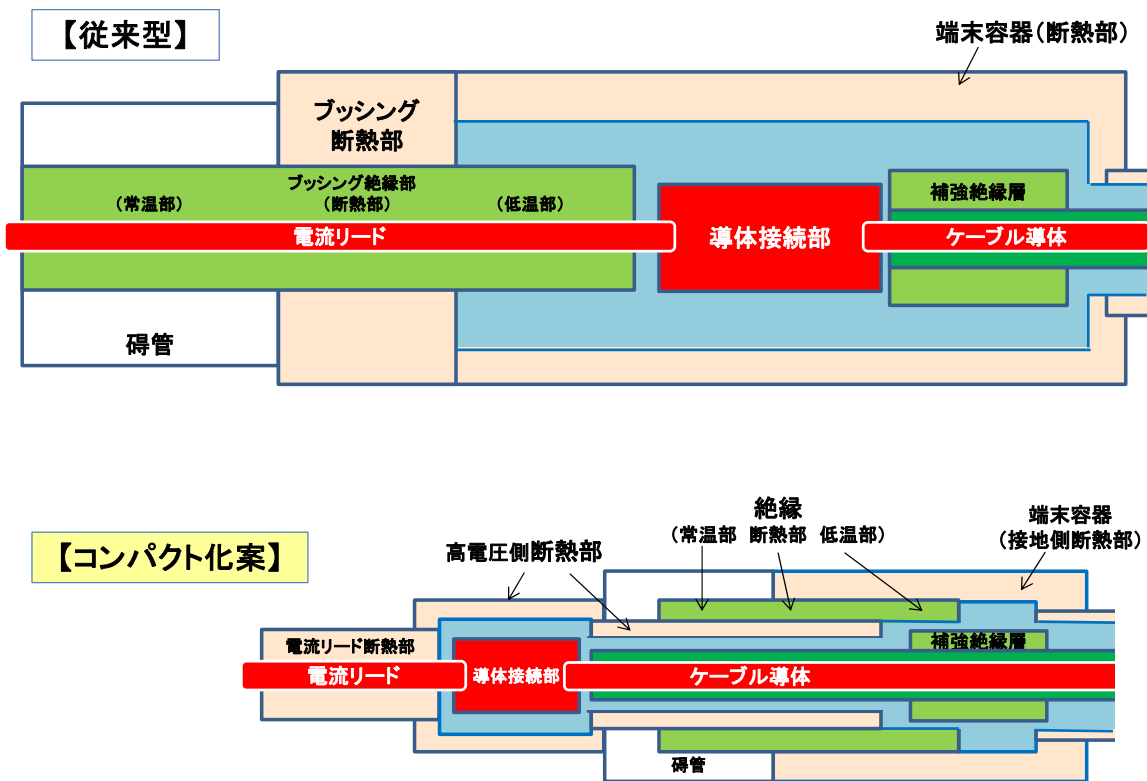 【従来型】
端末容器(断熱部)
ブッシング
断熱部
ブッシング絶縁部
(常温部) (断熱部) (低温部)
電流リード
導体接続部
補強絶縁層
ケーブル導体
碍管
【コンパクト化案】
高電圧側断熱部
絶縁
(常温部 断熱部 低温部)
端末容器
(接地側断熱部)
電流リード断熱部
電流リード
導体接続部
補強絶縁層
ケーブル導体
碍管